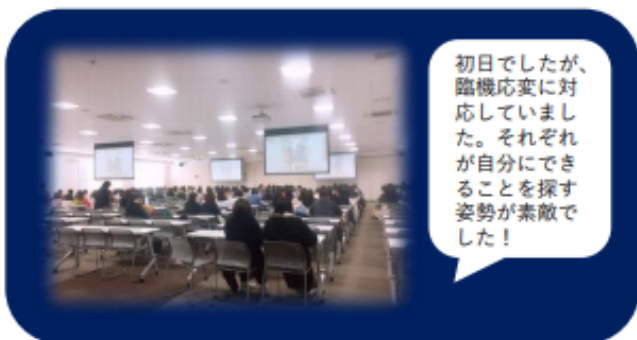 初日でしたが、
臨機応変に対
応していまし
た。それぞれ
が自分にでき
ることを探す
姿勢が素敵で
した！